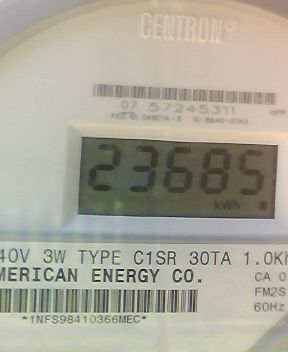 CENTRON®
07 57245311
23685
kWh
40V 3W TYPE C1SR 30TA 1.0Kh
MERICAN ENERGY CO.
CA 0
FM2S
60Hz
*1NFS98410366MEC*